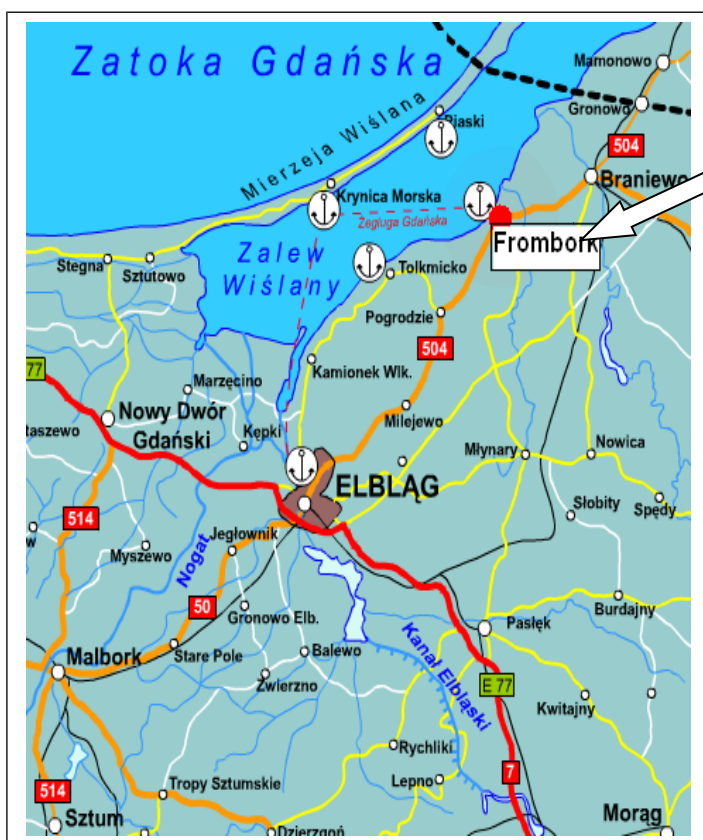 Zatoka Gdańska
Mamonowo
Gronowo
504
Mierzeja Wiślana
Piaski
Braniewo
Krynica Morska
Żegluga Gdańska
Frombork
Zalew
Wiślany
Stegna
Sztutowo
Tolkmicko
Pogrodzie
504
77
Kamionek Wlk.
Marzęcino
Nowy Dwór
Gdański
Kępki
Milejewo
Młynary
Nowica
ELBLĄG
Słobity
Spędy
514
Myszewo
Jegłownik
Nogat
50
Gronowo Elb.
Stare Pole
Balewo
Malbork
Zwierzno
Kanał Elbląski
Pasłęk
Burdajny
E 77
Kwitajny
Rychliki
7
Lepno
514
Tropy Sztumskie
Sztum
Dzierzgoń
Morąg